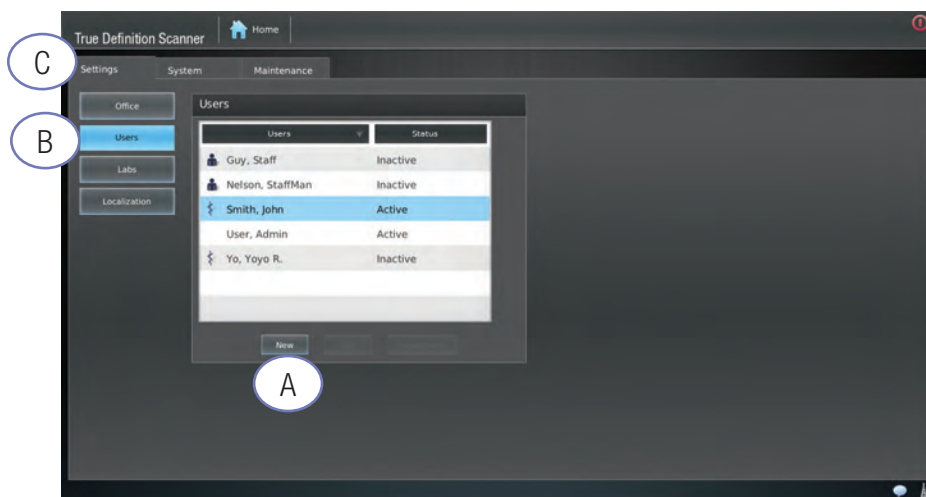 True Definition Scanner
Home
C
Settings
System
Maintenance
Office
Users
B
Users
Labs
Localization
Users
Status
Guy, Staff
Inactive
Nelson, StaffMan
Inactive
Smith, John
Active
User, Admin
Active
Yo, Yoyo R.
Inactive
New
A